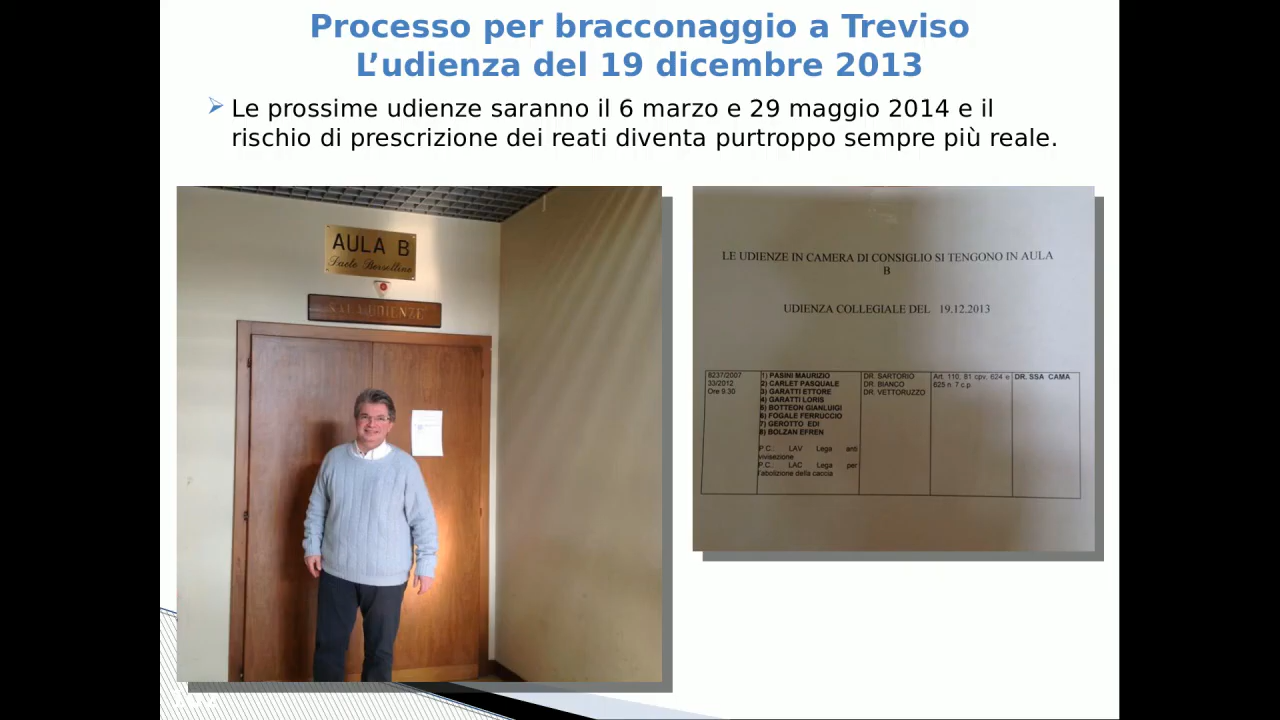 Processo per bracconaggio a Treviso
L’udienza del 19 dicembre 2013
Le prossime udienze saranno il 6 marzo e 29 maggio 2014 e il
rischio di prescrizione dei reati diventa purtroppo sempre più reale.
AULA B
Paolo Borsellino
SALA UDIENZE
LE UDIENZE IN CAMERA DI CONSIGLIO SI TENGONO IN AULA
B
UDIENZA COLLEGIALE DEL 19.12.2013
8237/2007
33/2012
Ore 9.30
1) PASINI MAURIZIO
2) CARLET PASQUALE
3) GARATTI ETTORE
4) GARATTI LORIS
5) BOTTEON GIANLUIGI
6) FOGALE FERRUCCIO
7) GEROTTO EDI
8) BOLZAN EFREN
P.C.: LAV Lega anti
vivisezione
P.C.: LAC Lega per
l'abolizione della caccia
DR. SARTORIO
DR. BIANCO
DR. VETTORUZZO
Art. 110, 81 cpv. 624 e
625 n. 7 c.p.
DR. SSA CAMA